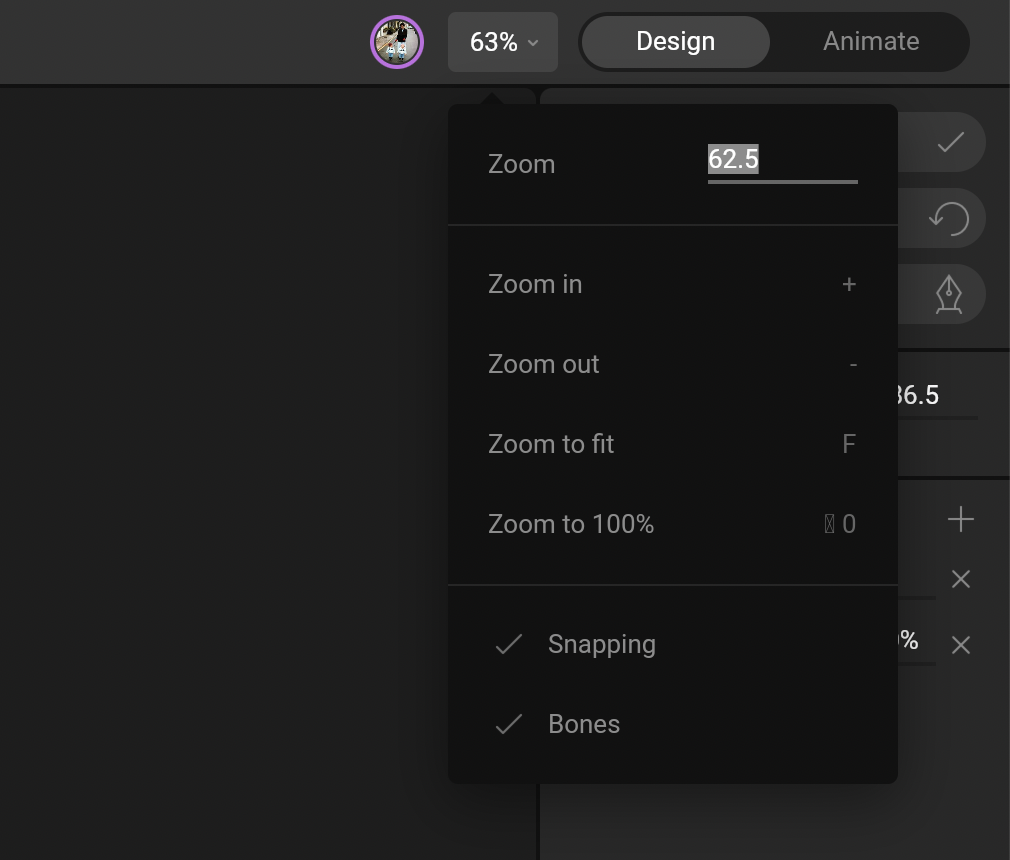 63%
Design
Animate
Zoom
62.5
Zoom in
+
Zoom out
-
36.5
Zoom to fit
F
Zoom to 100%
0
Snapping
%
Bones